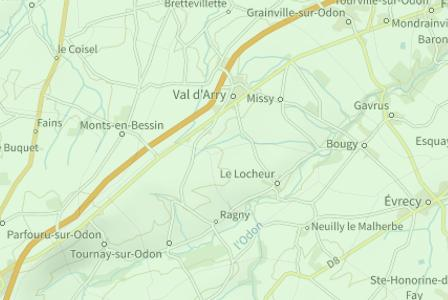 Brettevillette
Tourville-sur-Odon
Grainville-sur-Odon
Mondrainville
Baron
le Coisel
Val d'Arry
Missy
Gavrus
Fains
Monts-en-Bessin
Buquet
Bougy
Esquay
Le Locheur
Évrecy
Ragny
Neuilly le Malherbe
l'Odon
Parfouru-sur-Odon
Tournay-sur-Odon
D8
Ste-Honorine-d
Fay